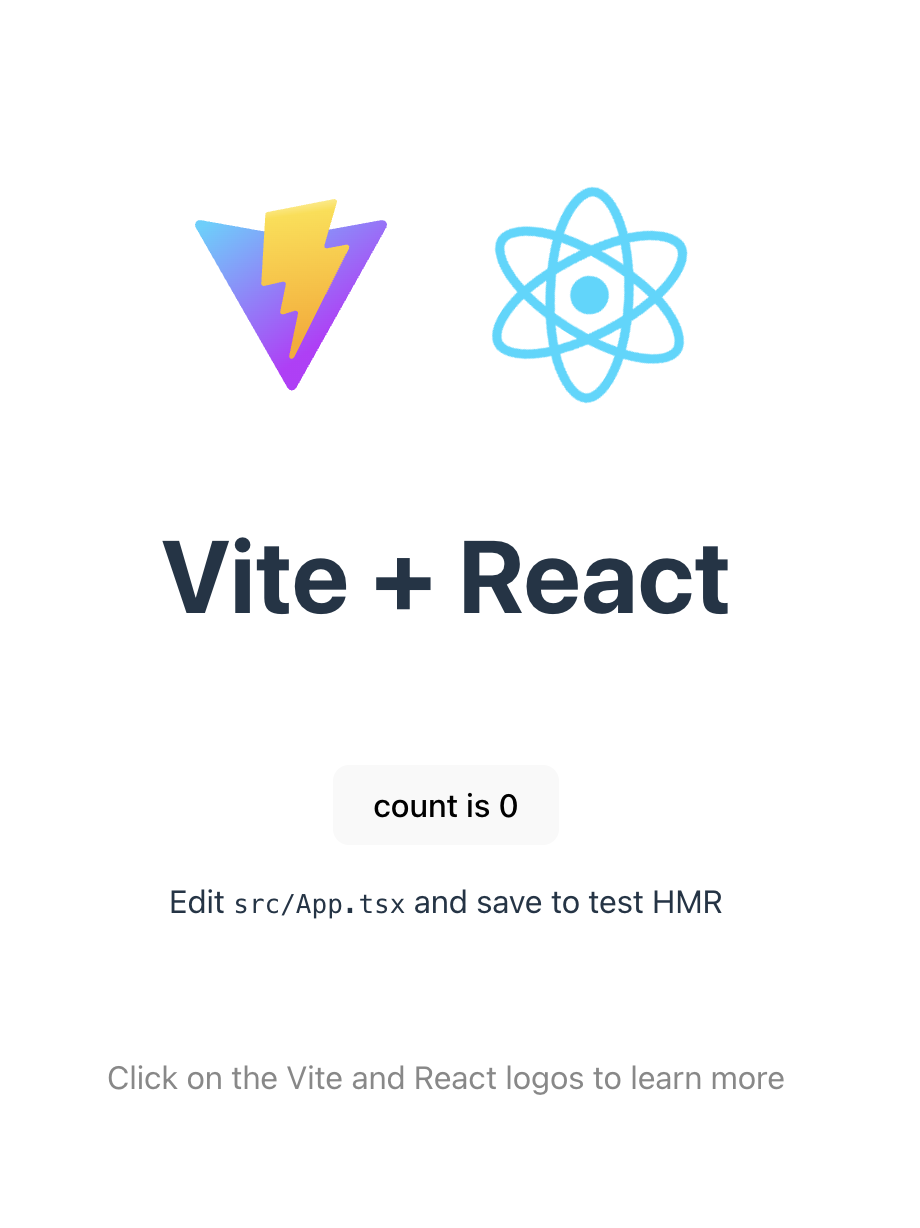 Vite + React
count is 0
Edit src/App.tsx and save to test HMR
Click on the Vite and React logos to learn more